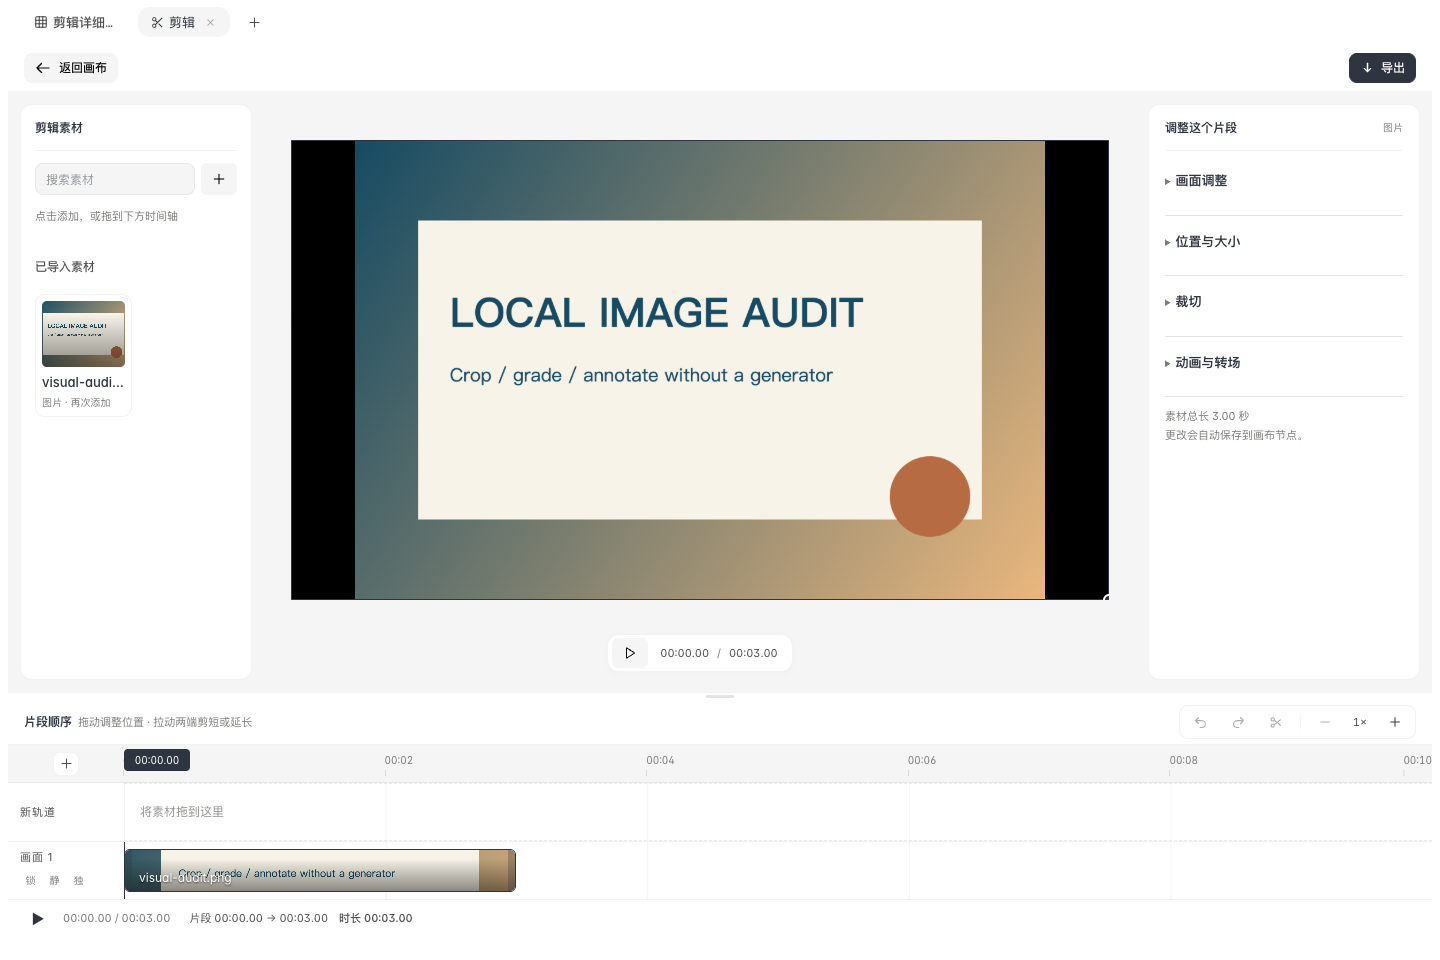 剪辑详细…
剪辑
返回画布
导出
剪辑素材
搜索素材
点击添加，或拖到下方时间轴
已导入素材
LOCAL IMAGE AUDIT
visual-audi...
图片 · 再次添加
LOCAL IMAGE AUDIT
Crop / grade / annotate without a generator
00:00.00 / 00:03.00
调整这个片段
图片
画面调整
位置与大小
裁切
动画与转场
素材总长 3.00 秒
更改会自动保存到画布节点。
片段顺序 拖动调整位置 · 拉动两端剪短或延长
1×
00:00.00
00:02
00:04
00:06
00:08
00:10
新轨道
将素材拖到这里
画面 1
锁 静 独
Crop / grade / annotate without a generator
visual-audit.png
00:00.00 / 00:03.00 片段 00:00.00 → 00:03.00 时长 00:03.00